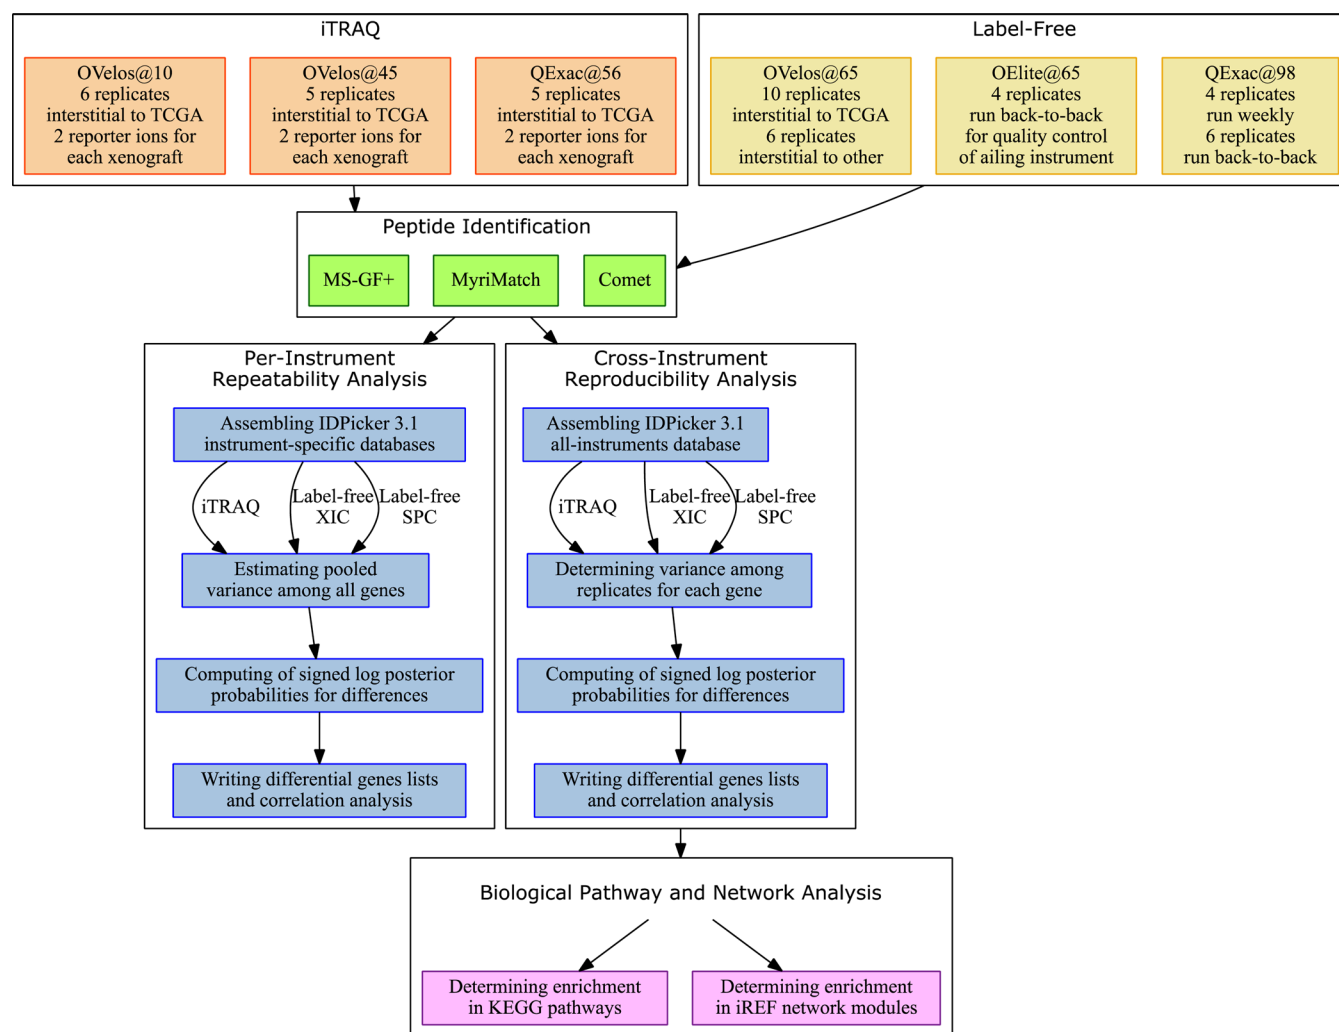 iTRAQ
OVelos@10
6 replicates
interstitial to TCGA
2 reporter ions for
each xenograft
OVelos@45
5 replicates
interstitial to TCGA
2 reporter ions for
each xenograft
QExac@56
5 replicates
interstitial to TCGA
2 reporter ions for
each xenograft
Label-Free
OVelos@65
10 replicates
interstitial to TCGA
6 replicates
interstitial to other
OElite@65
4 replicates
run back-to-back
for quality control
of ailing instrument
QExac@98
4 replicates
run weekly
6 replicates
run back-to-back
Peptide Identification
MS-GF+
MyriMatch
Comet
Per-Instrument
Repeatability Analysis
Assembling IDPicker 3.1
instrument-specific databases
iTRAQ
Label-free
XIC
Label-free
SPC
Estimating pooled
variance among all genes
Computing of signed log posterior
probabilities for differences
Writing differential genes lists
and correlation analysis
Cross-Instrument
Reproducibility Analysis
Assembling IDPicker 3.1
all-instruments database
iTRAQ
Label-free
XIC
Label-free
SPC
Determining variance among
replicates for each gene
Computing of signed log posterior
probabilities for differences
Writing differential genes lists
and correlation analysis
Biological Pathway and Network Analysis
Determining enrichment
in KEGG pathways
Determining enrichment
in iREF network modules